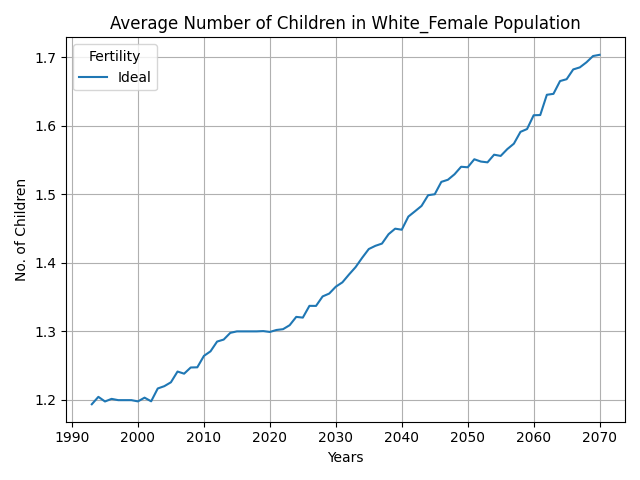 Average Number of Children in White_Female Population
Fertility
Ideal
No. of Children
1.7
1.6
1.5
1.4
1.3
1.2
1990 2000 2010 2020 2030 2040 2050 2060 2070
Years